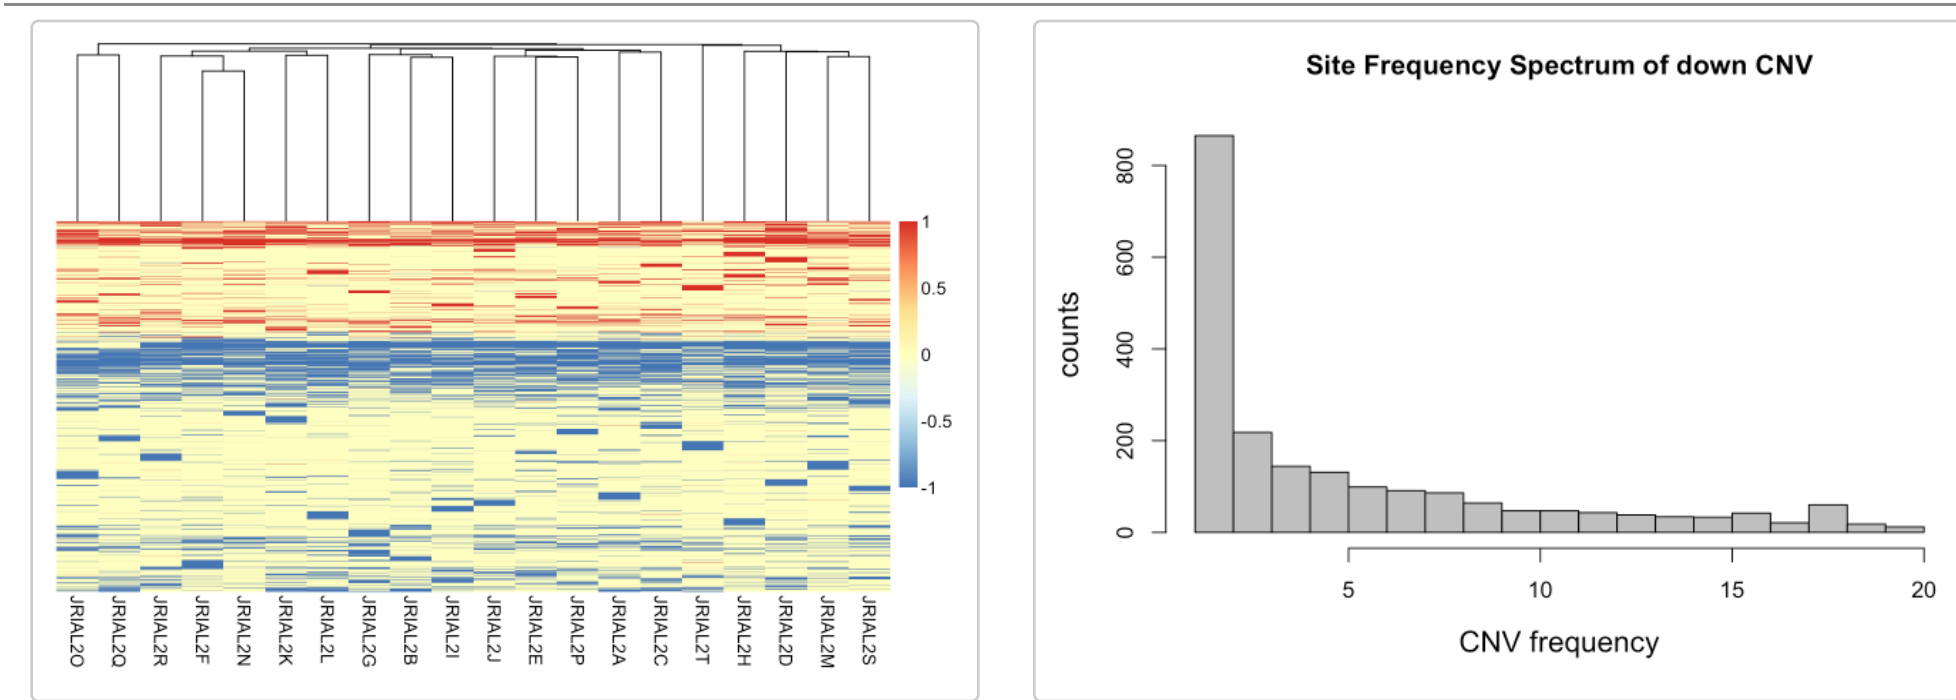 1
0.5
0
-0.5
-1
JRIAL2O
JRIAL2Q
JRIAL2R
JRIAL2F
JRIAL2N
JRIAL2K
JRIAL2L
JRIAL2G
JRIAL2B
JRIAL2I
JRIAL2J
JRIAL2E
JRIAL2P
JRIAL2A
JRIAL2C
JRIAL2T
JRIAL2H
JRIAL2D
JRIAL2M
JRIAL2S
Site Frequency Spectrum of down CNV
counts
800
600
400
200
0
5 10 15 20
CNV frequency